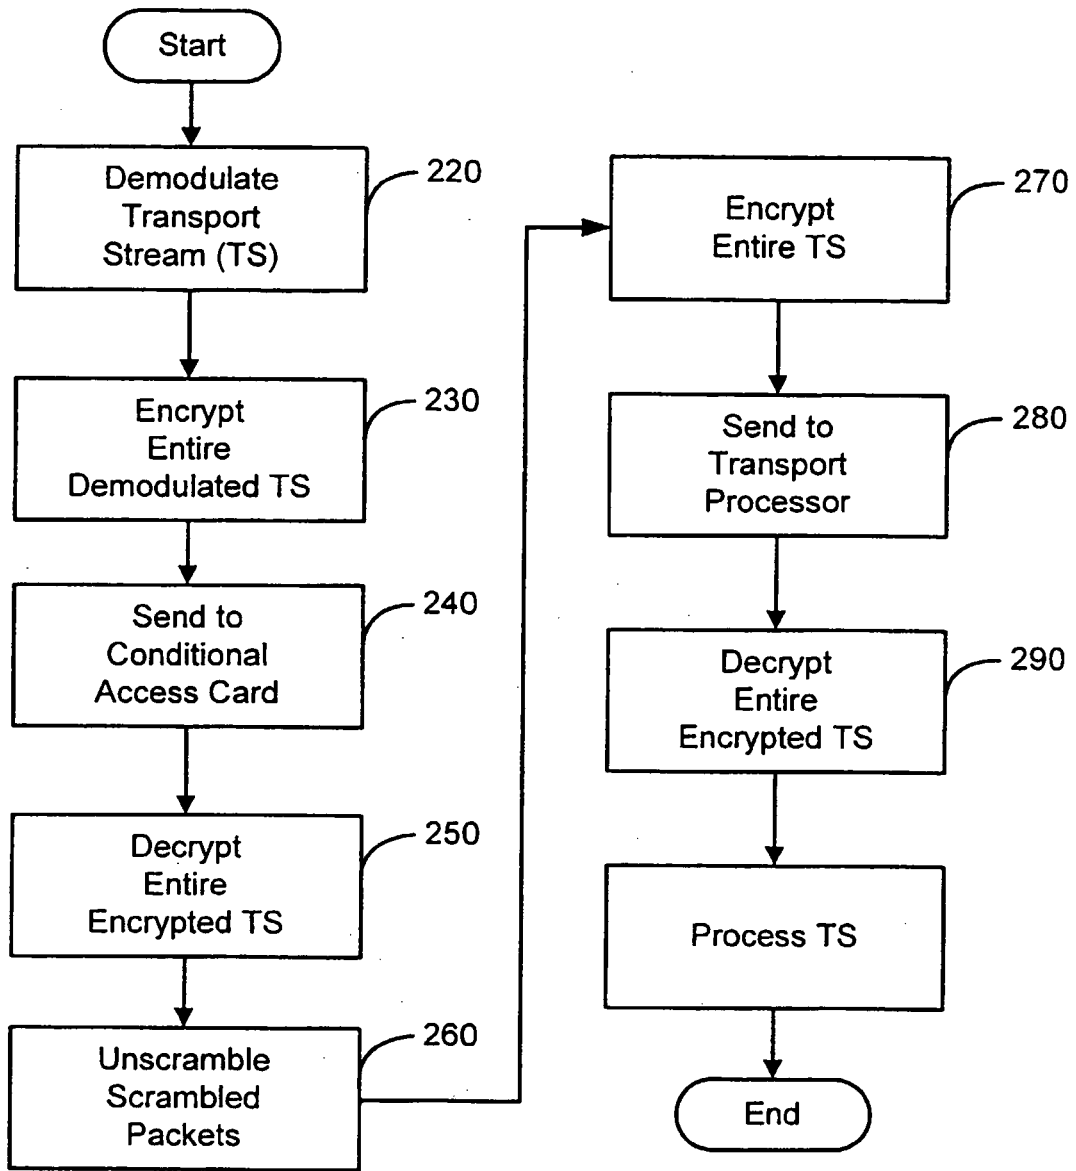 Start
Demodulate
Transport
Stream (TS)
220
Encrypt
Entire
Demodulated TS
230
Send to
Conditional
Access Card
240
Decrypt
Entire
Encrypted TS
250
Unscramble
Scrambled
Packets
260
Encrypt
Entire TS
270
Send to
Transport
Processor
280
Decrypt
Entire
Encrypted TS
290
Process TS
End